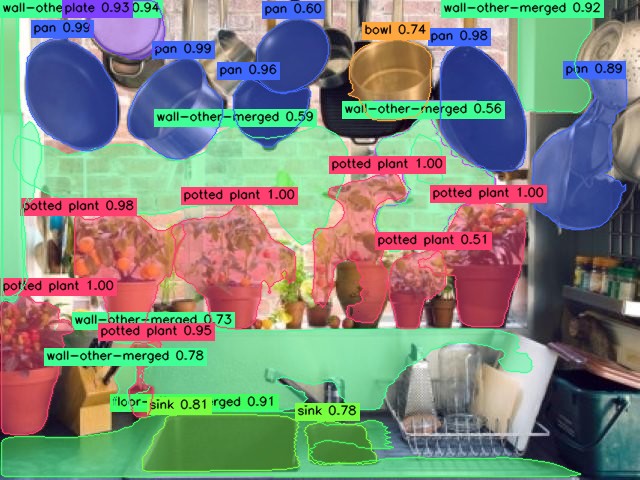 wall-othe plate 0.93 0.94
pan 0.60
wall-other-merged 0.92
pan 0.99
bowl 0.74
pan 0.98
pan 0.99
pan 0.96
pan 0.89
wall-other-merged 0.56
wall-other-merged 0.59
potted plant 1.00
potted plant 1.00
potted plant 1.00
potted plant 0.98
potted plant 0.51
potted plant 1.00
wall-other-merged 0.73
potted plant 0.95
wall-other-merged 0.78
floor- rged 0.91
sink 0.81
sink 0.78